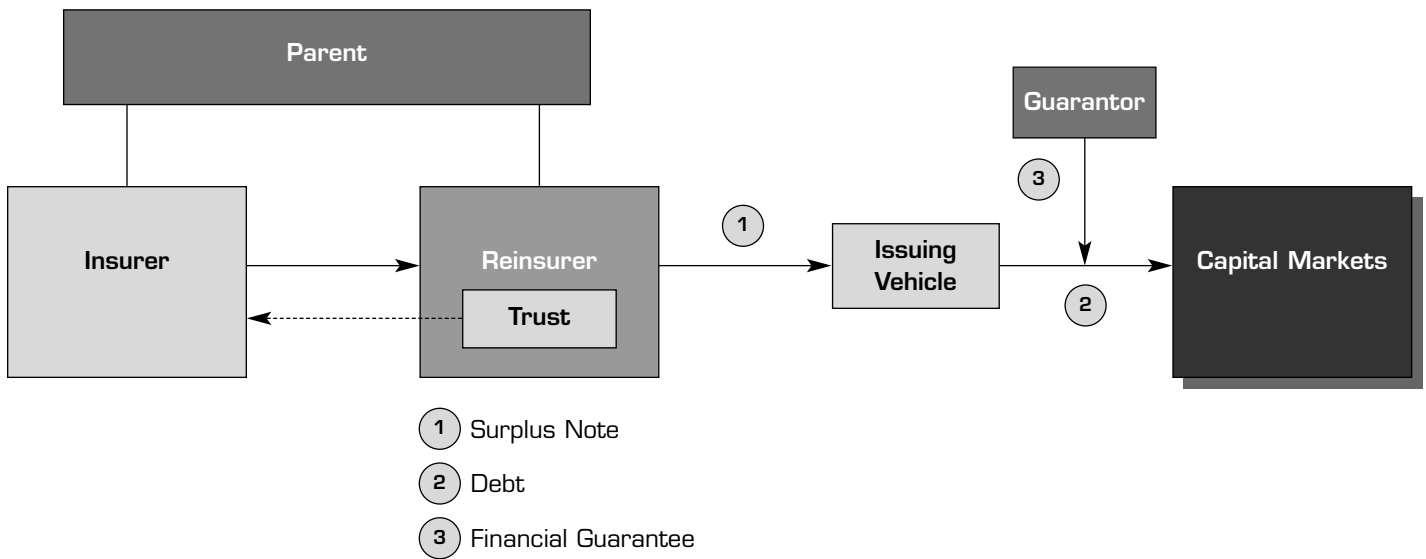 Parent
Guarantor
3
1
Insurer
Reinsurer
Issuing
Vehicle
Capital Markets
Trust
2
1 Surplus Note
2 Debt
3 Financial Guarantee